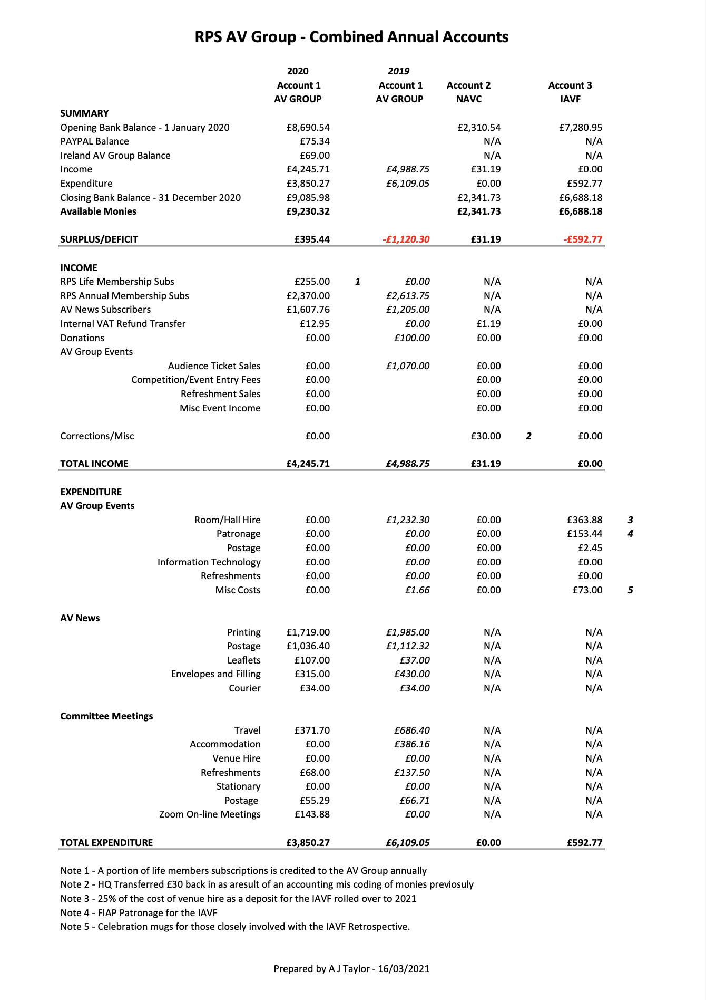 RPS AV Group - Combined Annual Accounts
2020 2019
Account 1 Account 1 Account 2 Account 3
AV GROUP AV GROUP NAVC IAVF
SUMMARY
Opening Bank Balance - 1 January 2020 £8,690.54 £2,310.54 £7,280.95
PAYPAL Balance £75.34 N/A N/A
Ireland AV Group Balance £69.00 N/A N/A
Income £4,245.71 £4,988.75 £31.19 £0.00
Expenditure £3,850.27 £6,109.05 £0.00 £592.77
Closing Bank Balance - 31 December 2020 £9,085.98 £2,341.73 £6,688.18
Available Monies £9,230.32 £2,341.73 £6,688.18
SURPLUS/DEFICIT £395.44 -£1,120.30 £31.19 -£592.77
INCOME
RPS Life Membership Subs £255.00 1 £0.00 N/A N/A
RPS Annual Membership Subs £2,370.00 £2,613.75 N/A N/A
AV News Subscribers £1,607.76 £1,205.00 N/A N/A
Internal VAT Refund Transfer £12.95 £0.00 £1.19 £0.00
Donations £0.00 £100.00 £0.00 £0.00
AV Group Events
Audience Ticket Sales £0.00 £1,070.00 £0.00 £0.00
Competition/Event Entry Fees £0.00 £0.00 £0.00
Refreshment Sales £0.00 £0.00 £0.00
Misc Event Income £0.00 £0.00 £0.00
Corrections/Misc £0.00 £30.00 2 £0.00
TOTAL INCOME £4,245.71 £4,988.75 £31.19 £0.00
EXPENDITURE
AV Group Events
Room/Hall Hire £0.00 £1,232.30 £0.00 £363.88 3
Patronage £0.00 £0.00 £0.00 £153.44 4
Postage £0.00 £0.00 £0.00 £2.45
Information Technology £0.00 £0.00 £0.00 £0.00
Refreshments £0.00 £0.00 £0.00 £0.00
Misc Costs £0.00 £1.66 £0.00 £73.00 5
AV News
Printing £1,719.00 £1,985.00 N/A N/A
Postage £1,036.40 £1,112.32 N/A N/A
Leaflets £107.00 £37.00 N/A N/A
Envelopes and Filling £315.00 £430.00 N/A N/A
Courier £34.00 £34.00 N/A N/A
Committee Meetings
Travel £371.70 £686.40 N/A N/A
Accommodation £0.00 £386.16 N/A N/A
Venue Hire £0.00 £0.00 N/A N/A
Refreshments £68.00 £137.50 N/A N/A
Stationary £0.00 £0.00 N/A N/A
Postage £55.29 £66.71 N/A N/A
Zoom On-line Meetings £143.88 £0.00 N/A N/A
TOTAL EXPENDITURE £3,850.27 £6,109.05 £0.00 £592.77
Note 1 - A portion of life members subscriptions is credited to the AV Group annually
Note 2 - HQ Transferred £30 back in as aresult of an accounting mis coding of monies previosuly
Note 3 - 25% of the cost of venue hire as a deposit for the IAVF rolled over to 2021
Note 4 - FIAP Patronage for the IAVF
Note 5 - Celebration mugs for those closely involved with the IAVF Retrospective.
Prepared by A J Taylor - 16/03/2021